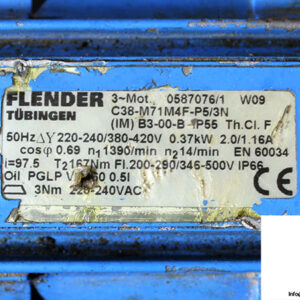 FLENDER 3~Mot. 0587076/1 W09
TÜBINGEN C38-M71M4F-P5/3N
(IM) B3-00-B IP55 Th.Cl. F
50Hz ΔY 220-240/380-420V 0.37kW 2.0/1.16A
cosφ 0.69 n₁1390/min n₂14/min EN 60034
i=97.5 T₂167Nm Fl.200-290/346-500V IP66
Oil PGLP 0.5l
3Nm 220-240VAC